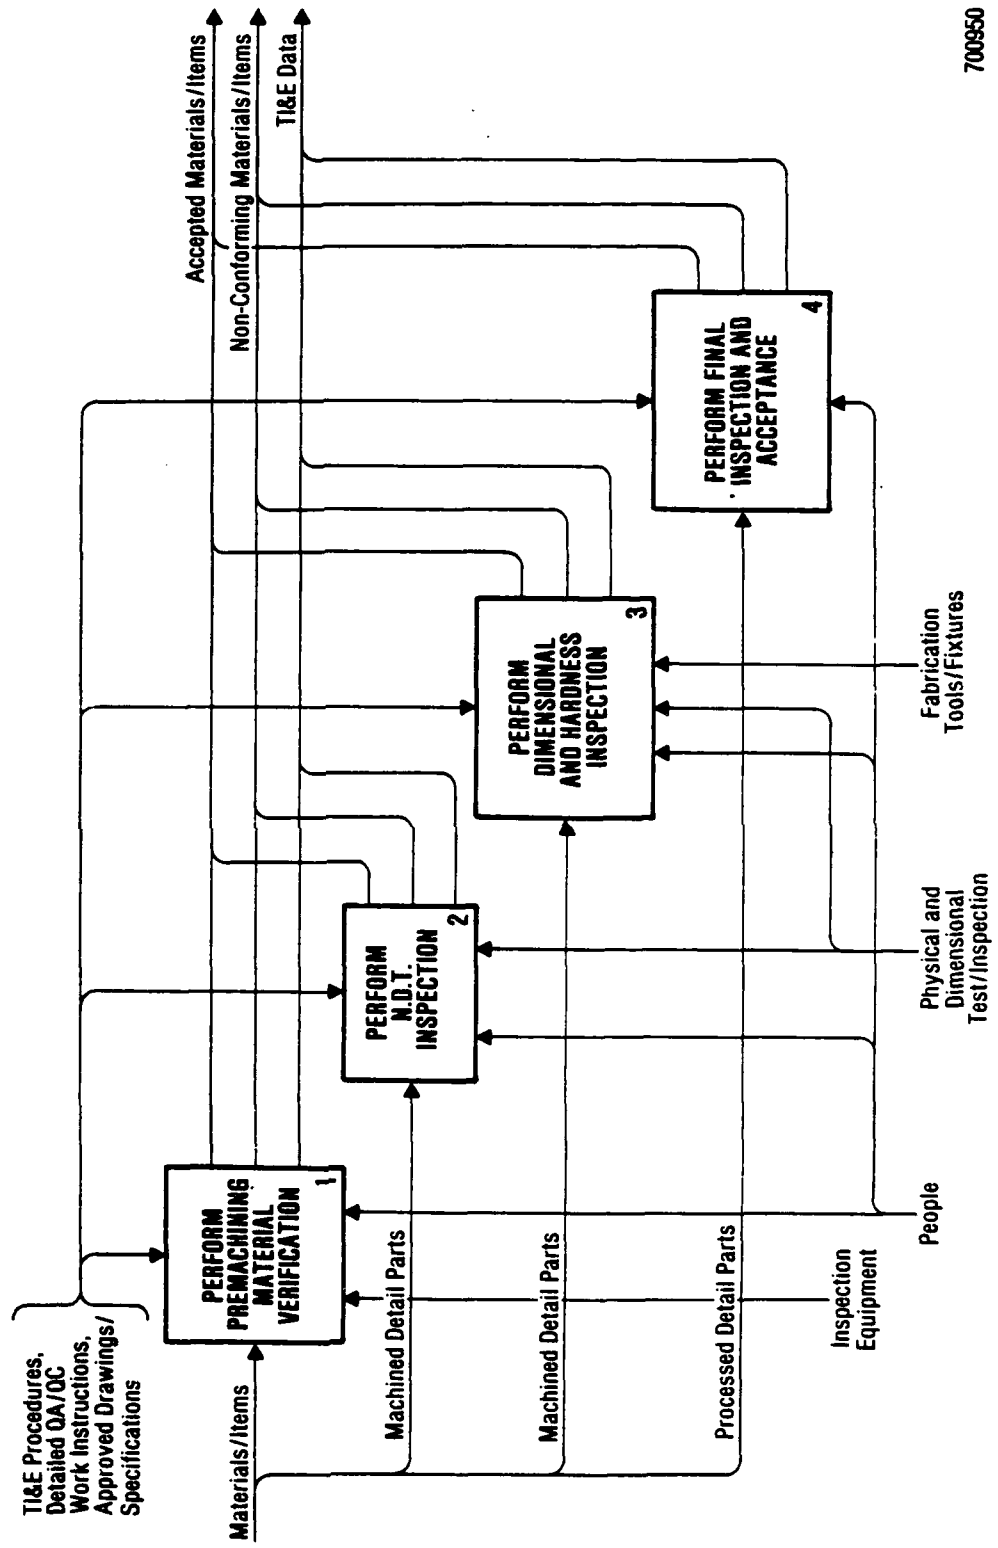 TI&E Procedures,
Detailed QA/QC
Work Instructions,
Approved Drawings/
Specifications
Accepted Materials/Items
Non-Conforming Materials/Items
TI&E Data
Materials/Items
PERFORM
PREMACHINING
MATERIAL
VERIFICATION
1
Machined Detail Parts
PERFORM
N.D.T.
INSPECTION
2
Machined Detail Parts
PERFORM
DIMENSIONAL
AND HARDNESS
INSPECTION
3
Processed Detail Parts
PERFORM FINAL
INSPECTION AND
ACCEPTANCE
4
Inspection
Equipment
People
Physical and
Dimensional
Test/Inspection
Fabrication
Tools/Fixtures
700950